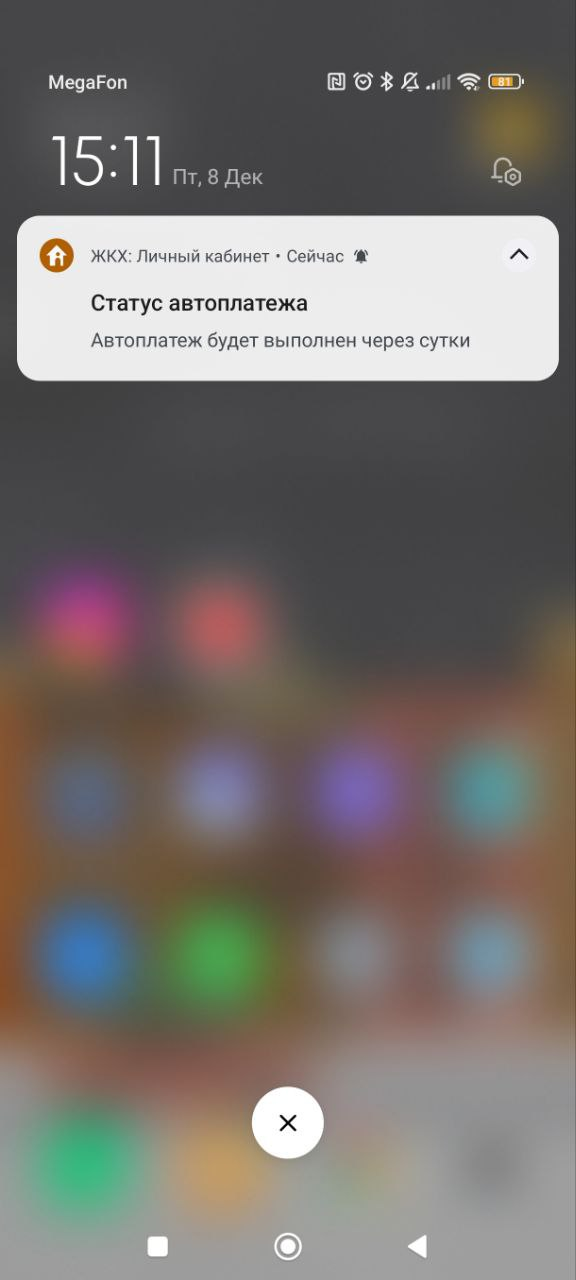 MegaFon
81
15:11 Пт, 8 Дек
ЖКХ: Личный кабинет • Сейчас
Статус автоплатежа
Автоплатеж будет выполнен через сутки